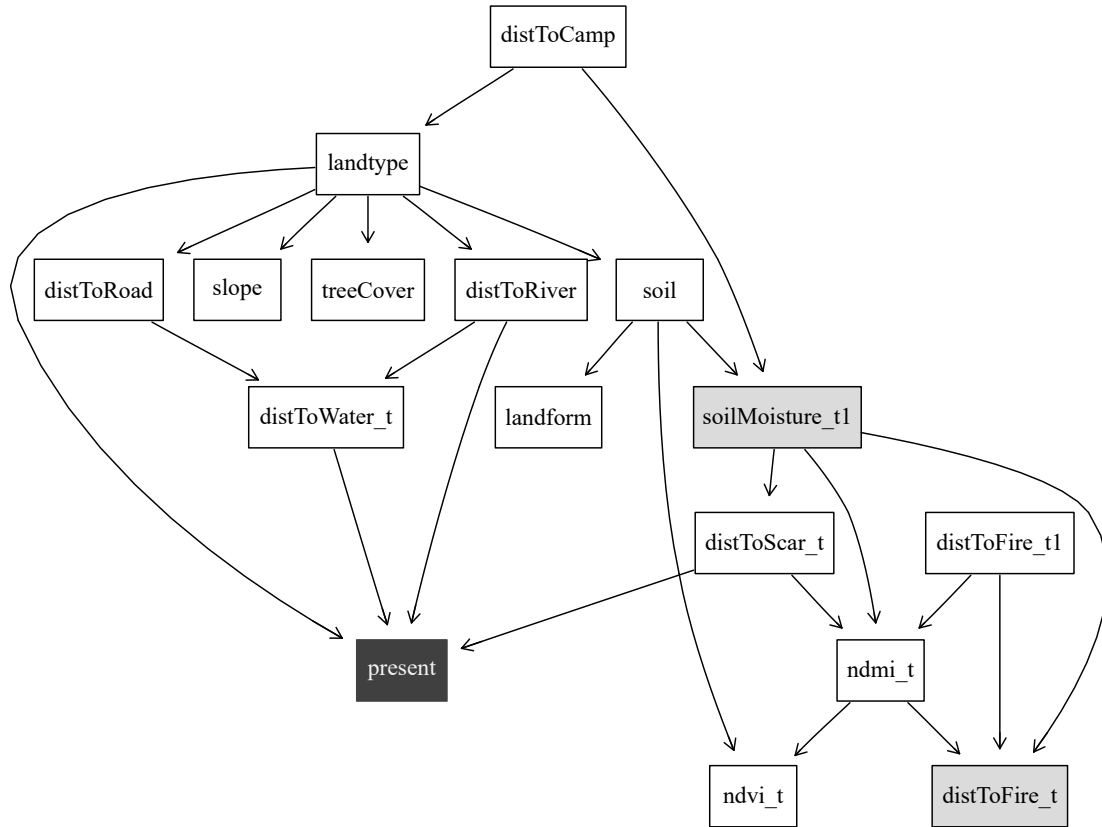 distToCamp
landtype
distToRoad
slope
treeCover
distToRiver
soil
distToWater_t
landform
soilMoisture_t1
distToScar_t
distToFire_t1
present
ndmi_t
ndvi_t
distToFire_t